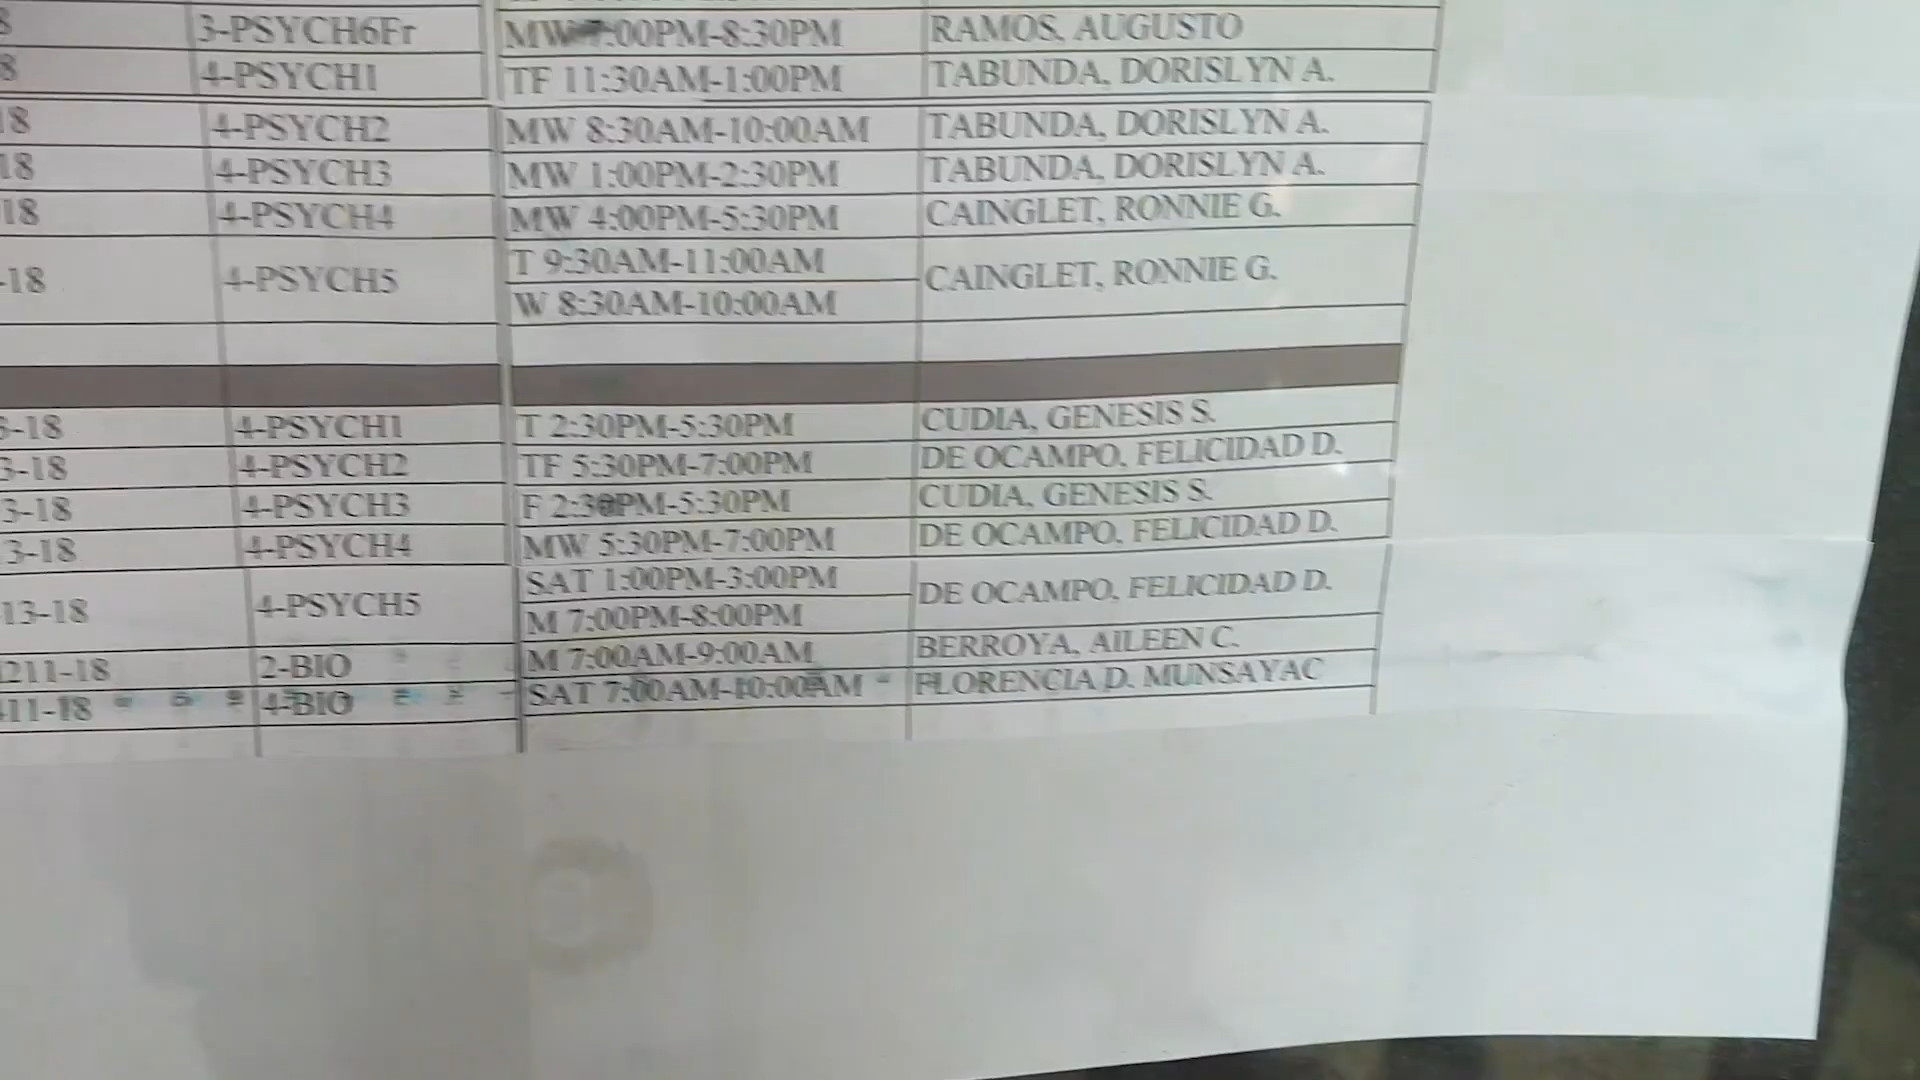 8 3-PSYCH6Fr MW 7:00PM-8:30PM RAMOS, AUGUSTO
8 4-PSYCH1 TF 11:30AM-1:00PM TABUNDA, DORISLYN A.
18 4-PSYCH2 MW 8:30AM-10:00AM TABUNDA, DORISLYN A.
18 4-PSYCH3 MW 1:00PM-2:30PM TABUNDA, DORISLYN A.
18 4-PSYCH4 MW 4:00PM-5:30PM CAINGLET, RONNIE G.
-18 4-PSYCH5 T 9:30AM-11:00AM CAINGLET, RONNIE G.
W 8:30AM-10:00AM
3-18 4-PSYCH1 T 2:30PM-5:30PM CUDIA, GENESIS S.
3-18 4-PSYCH2 TF 5:30PM-7:00PM DE OCAMPO, FELICIDAD D.
3-18 4-PSYCH3 F 2:30PM-5:30PM CUDIA, GENESIS S.
3-18 4-PSYCH4 MW 5:30PM-7:00PM DE OCAMPO, FELICIDAD D.
13-18 4-PSYCH5 SAT 1:00PM-3:00PM DE OCAMPO, FELICIDAD D.
M 7:00PM-8:00PM
1211-18 2-BIO M 7:00AM-9:00AM BERROYA, AILEEN C.
411-18 4-BIO SAT 7:00AM-10:00AM FLORENCIA D. MUNSAYAC